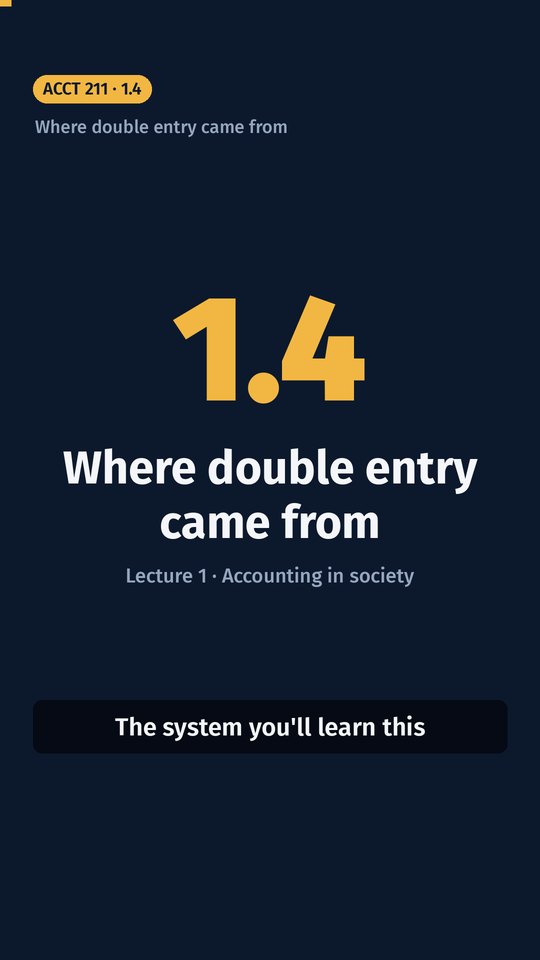 ACCT 211 · 1.4
Where double entry came from
1.4
Where double entry
came from
Lecture 1 · Accounting in society
The system you'll learn this